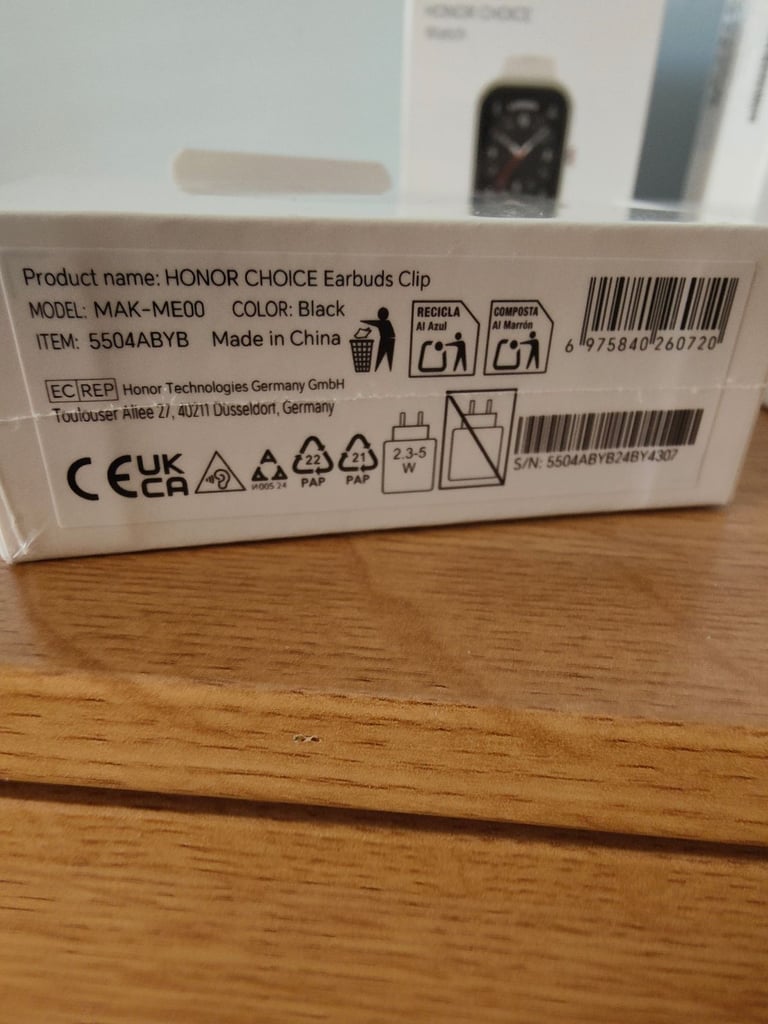 HONOR CHOICE
Watch
Product name: HONOR CHOICE Earbuds Clip
MODEL: MAK-ME00 COLOR: Black
ITEM: 5504ABYB Made in China
RECICLA
Al Azul
COMPOSTA
Al Marrón
6 975840 260720
EC REP Honor Technologies Germany GmbH
Toulouser Allee 27, 40211 Düsseldorf, Germany
CE UK
CA
22
PAP
21
PAP
2.3-5
W
S/N: 5504ABYB24BY4307